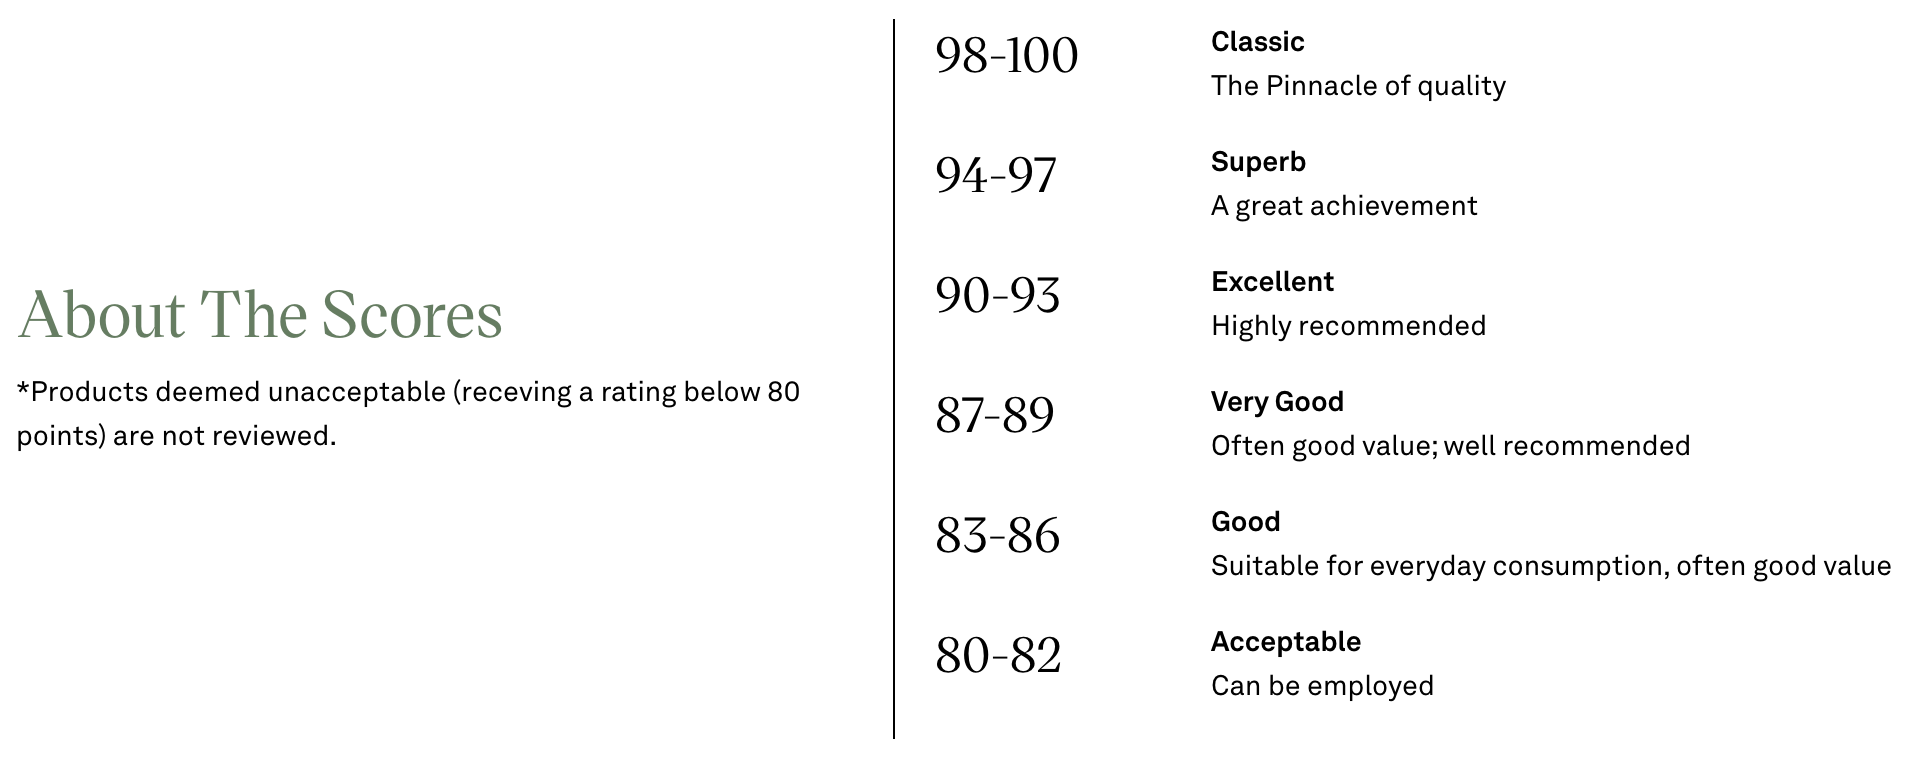 About The Scores
*Products deemed unacceptable (receving a rating below 80
points) are not reviewed.
98-100
Classic
The Pinnacle of quality
94-97
Superb
A great achievement
90-93
Excellent
Highly recommended
87-89
Very Good
Often good value; well recommended
83-86
Good
Suitable for everyday consumption, often good value
80-82
Acceptable
Can be employed